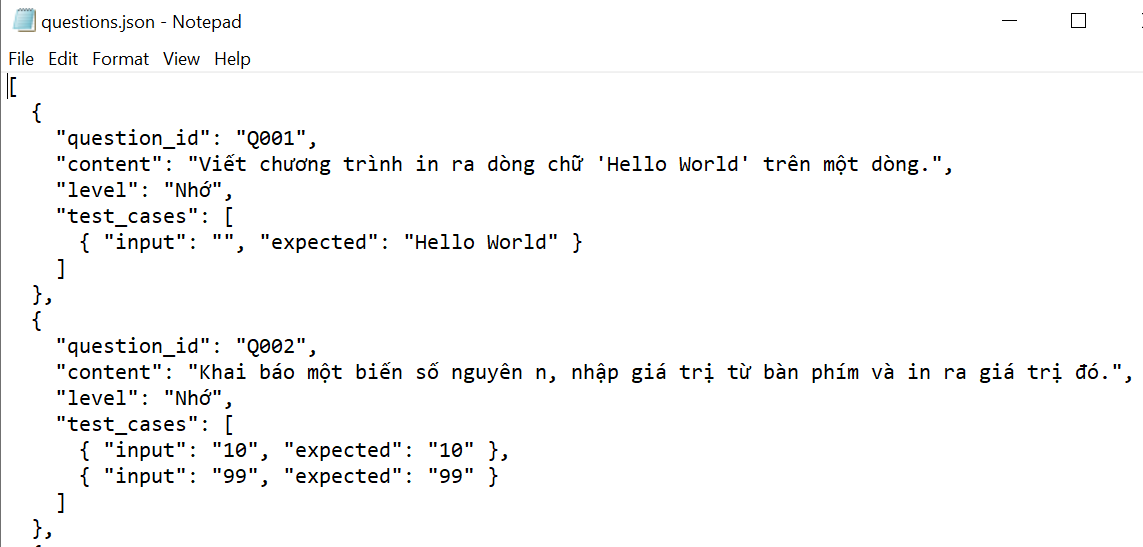 questions.json - Notepad
File Edit Format View Help
[
  {
    "question_id": "Q001",
    "content": "Viết chương trình in ra dòng chữ 'Hello World' trên một dòng.",
    "level": "Nhớ",
    "test_cases": [
      { "input": "", "expected": "Hello World" }
    ]
  },
  {
    "question_id": "Q002",
    "content": "Khai báo một biến số nguyên n, nhập giá trị từ bàn phím và in ra giá trị đó.",
    "level": "Nhớ",
    "test_cases": [
      { "input": "10", "expected": "10" },
      { "input": "99", "expected": "99" }
    ]
  },